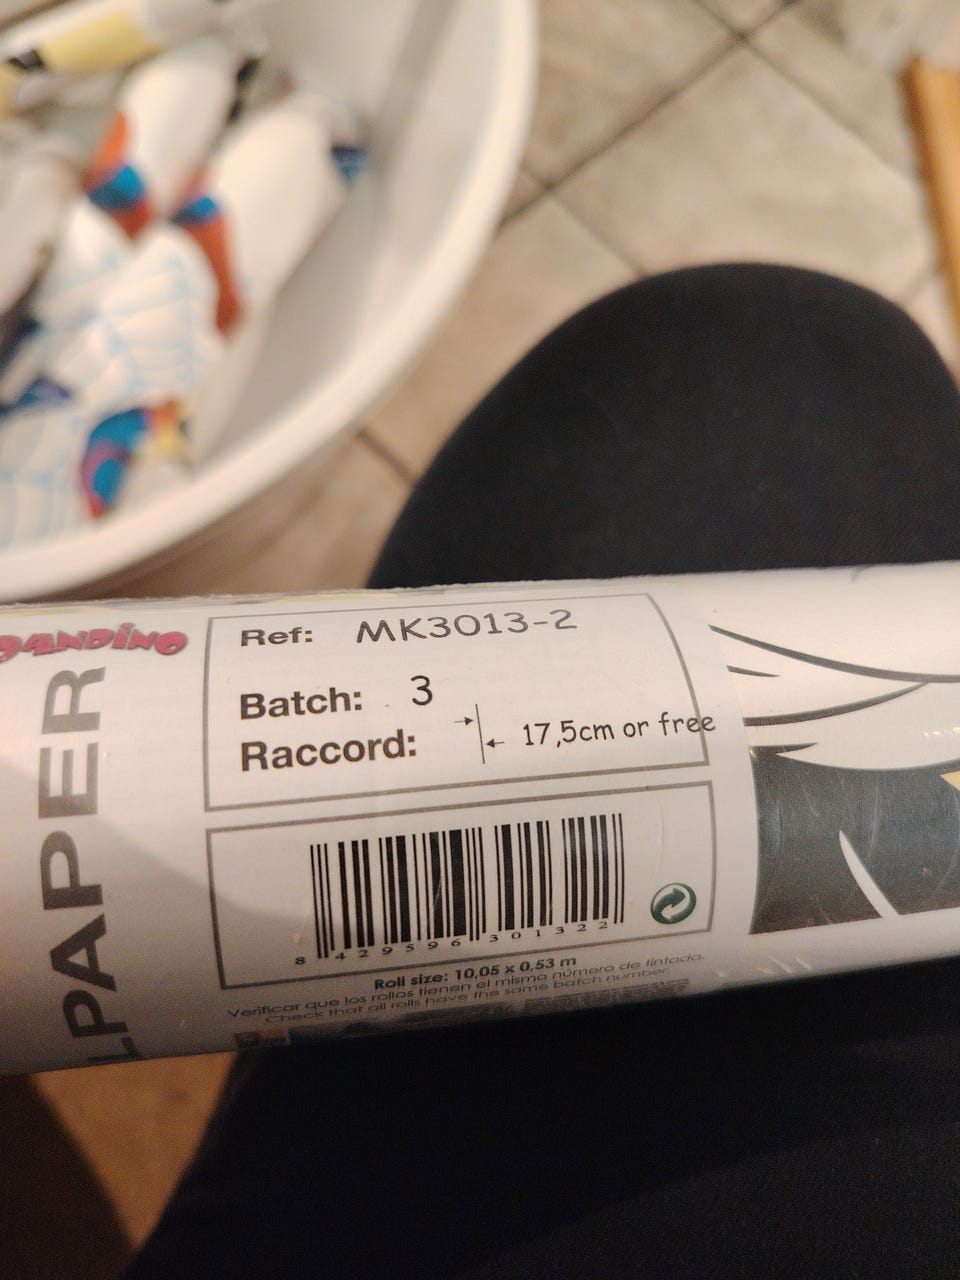 DANDINO
LPAPER
Ref: MK3013-2
Batch: 3
Raccord: 17,5cm or free
8 429596 301322
Roll size: 10,05 x 0,53 m
Verificar que los rollos tienen el mismo número de tintada.
Check that all rolls have the same batch number.